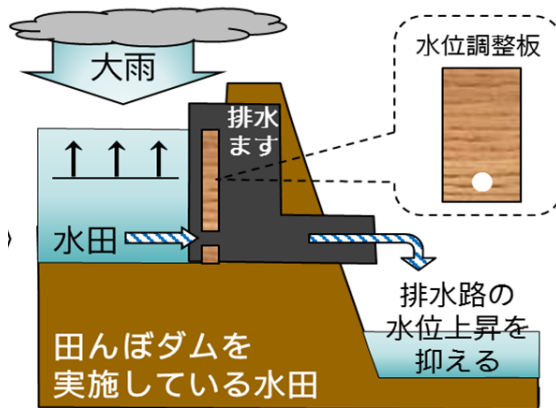 大雨
水位調整板
排水
ます
水田
排水路の
水位上昇を
抑える
田んぼダムを
実施している水田